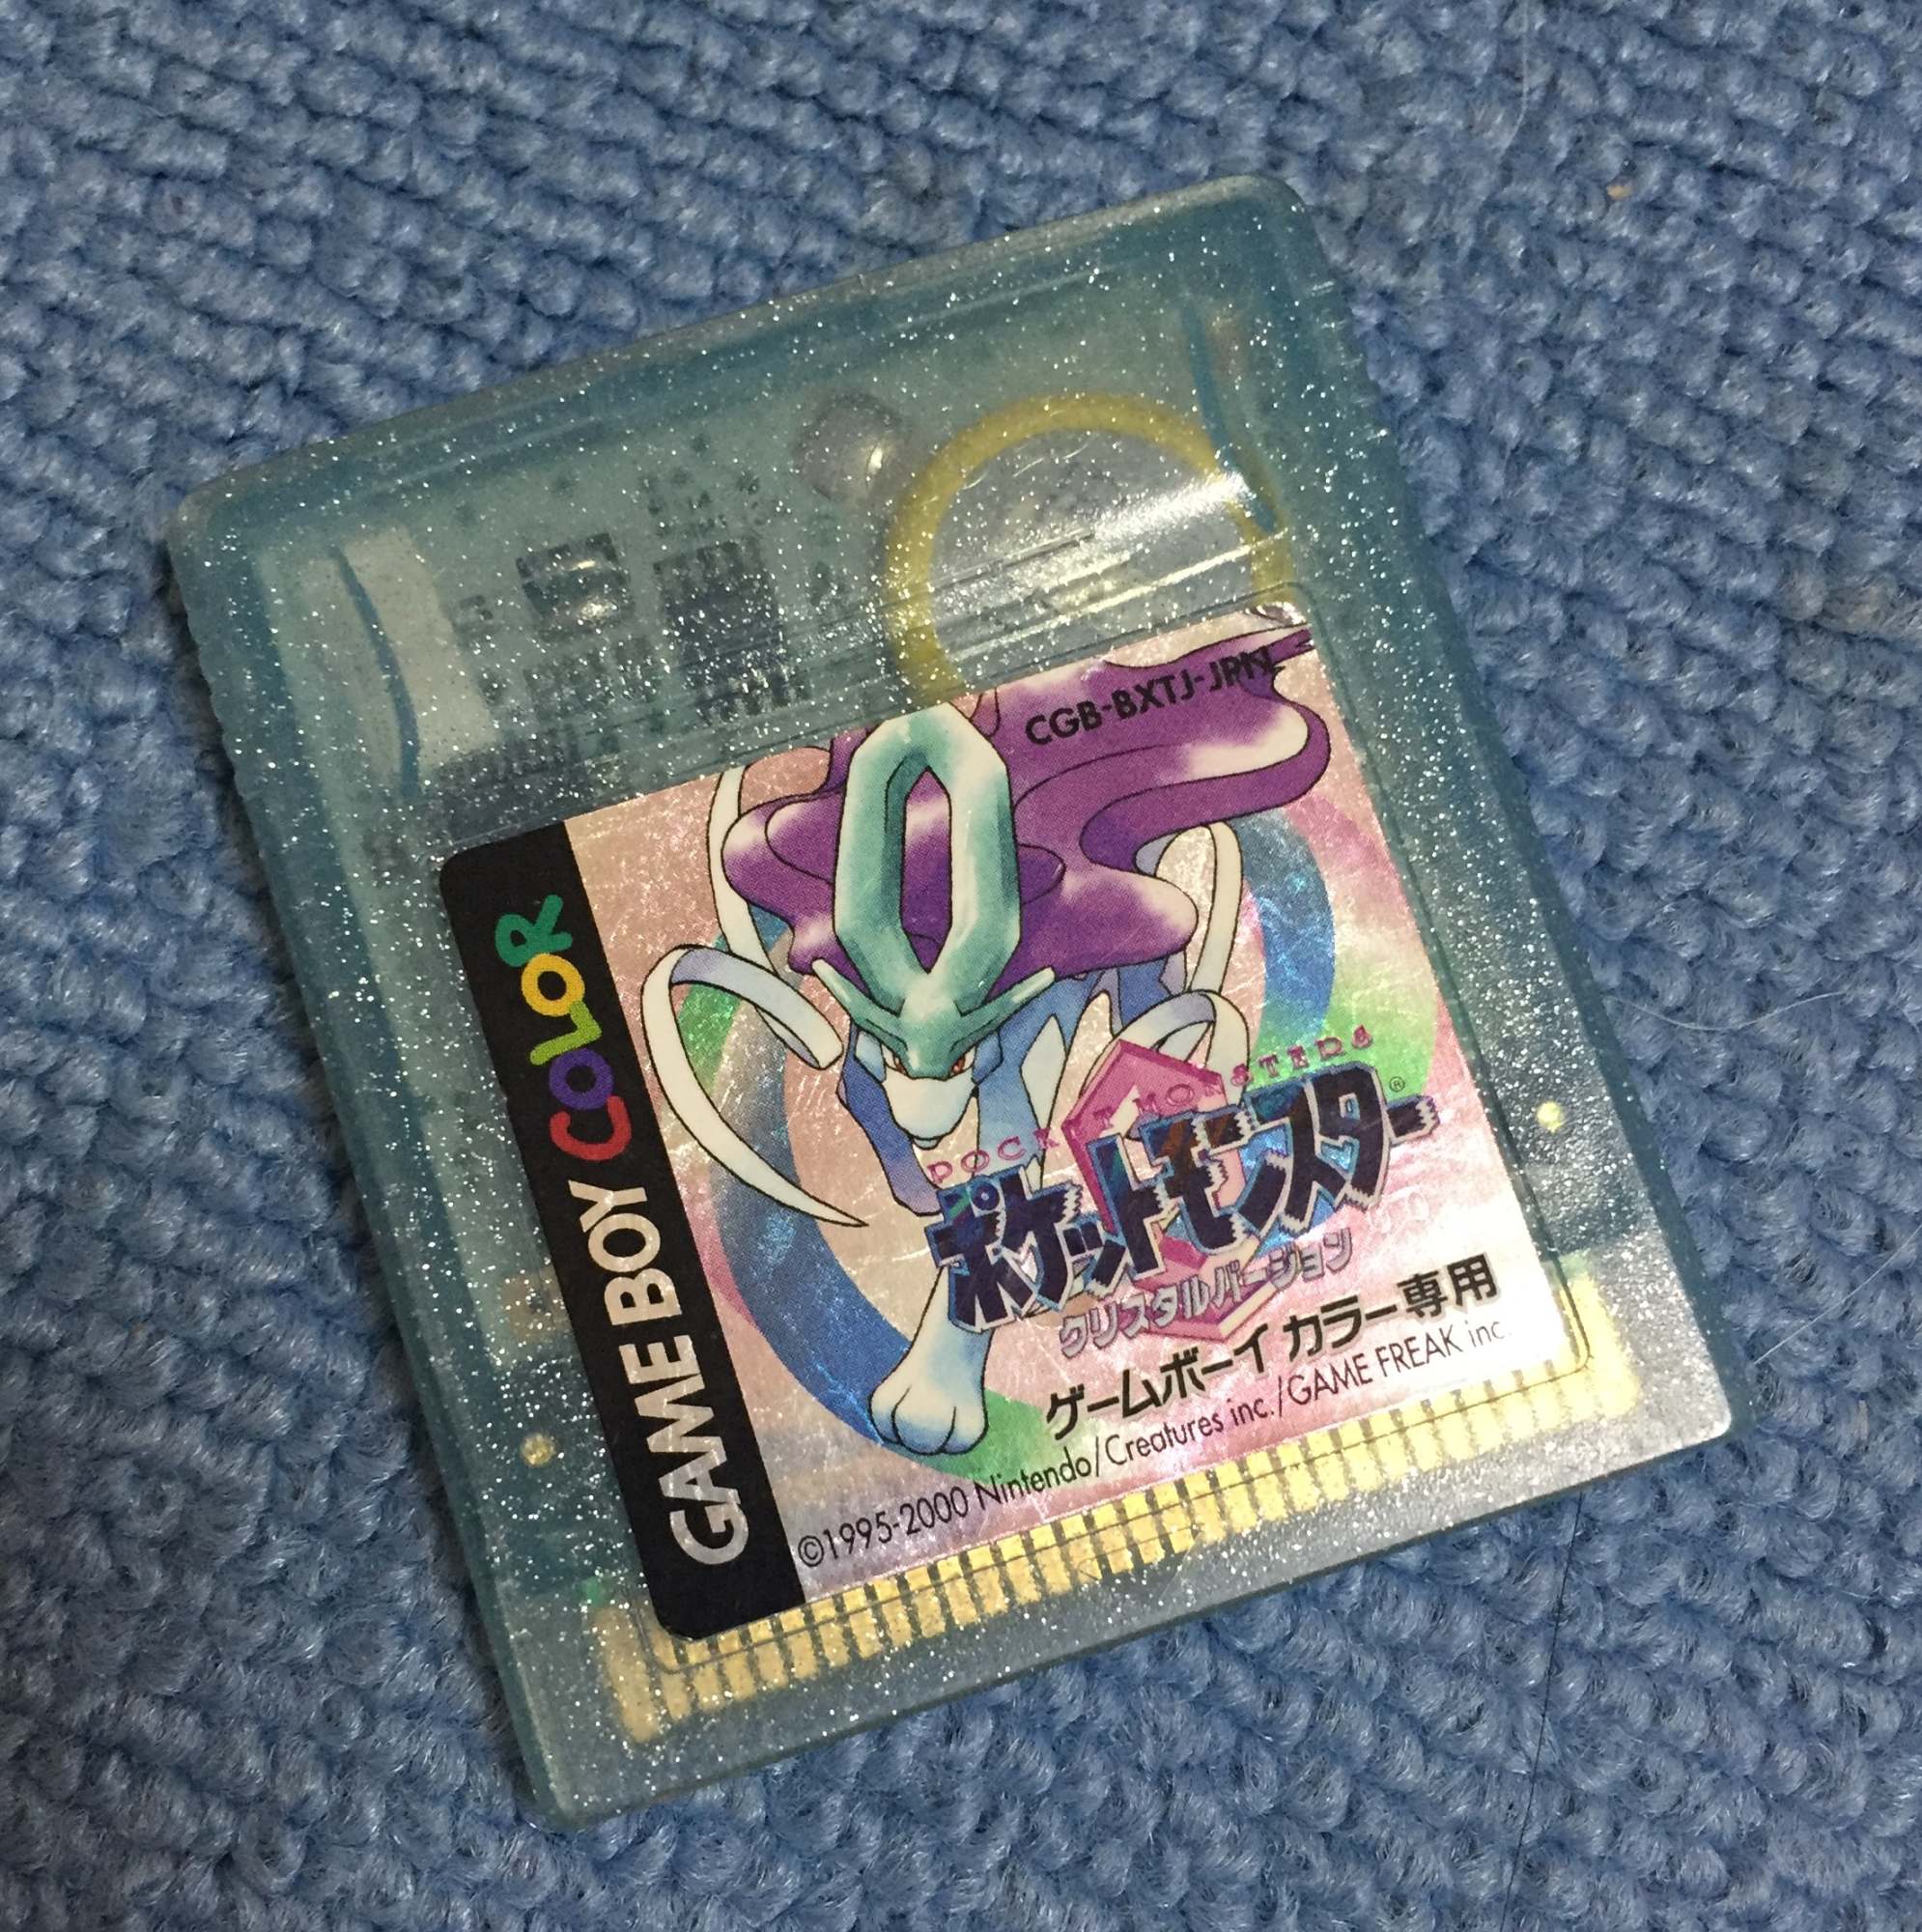 CGB-BXTJ-JPN
GAME BOY COLOR
POCKET MONSTERS
ポケットモンスター®
クリスタルバージョン
ゲームボーイ カラー専用
©1995-2000 Nintendo/Creatures inc./GAME FREAK inc.